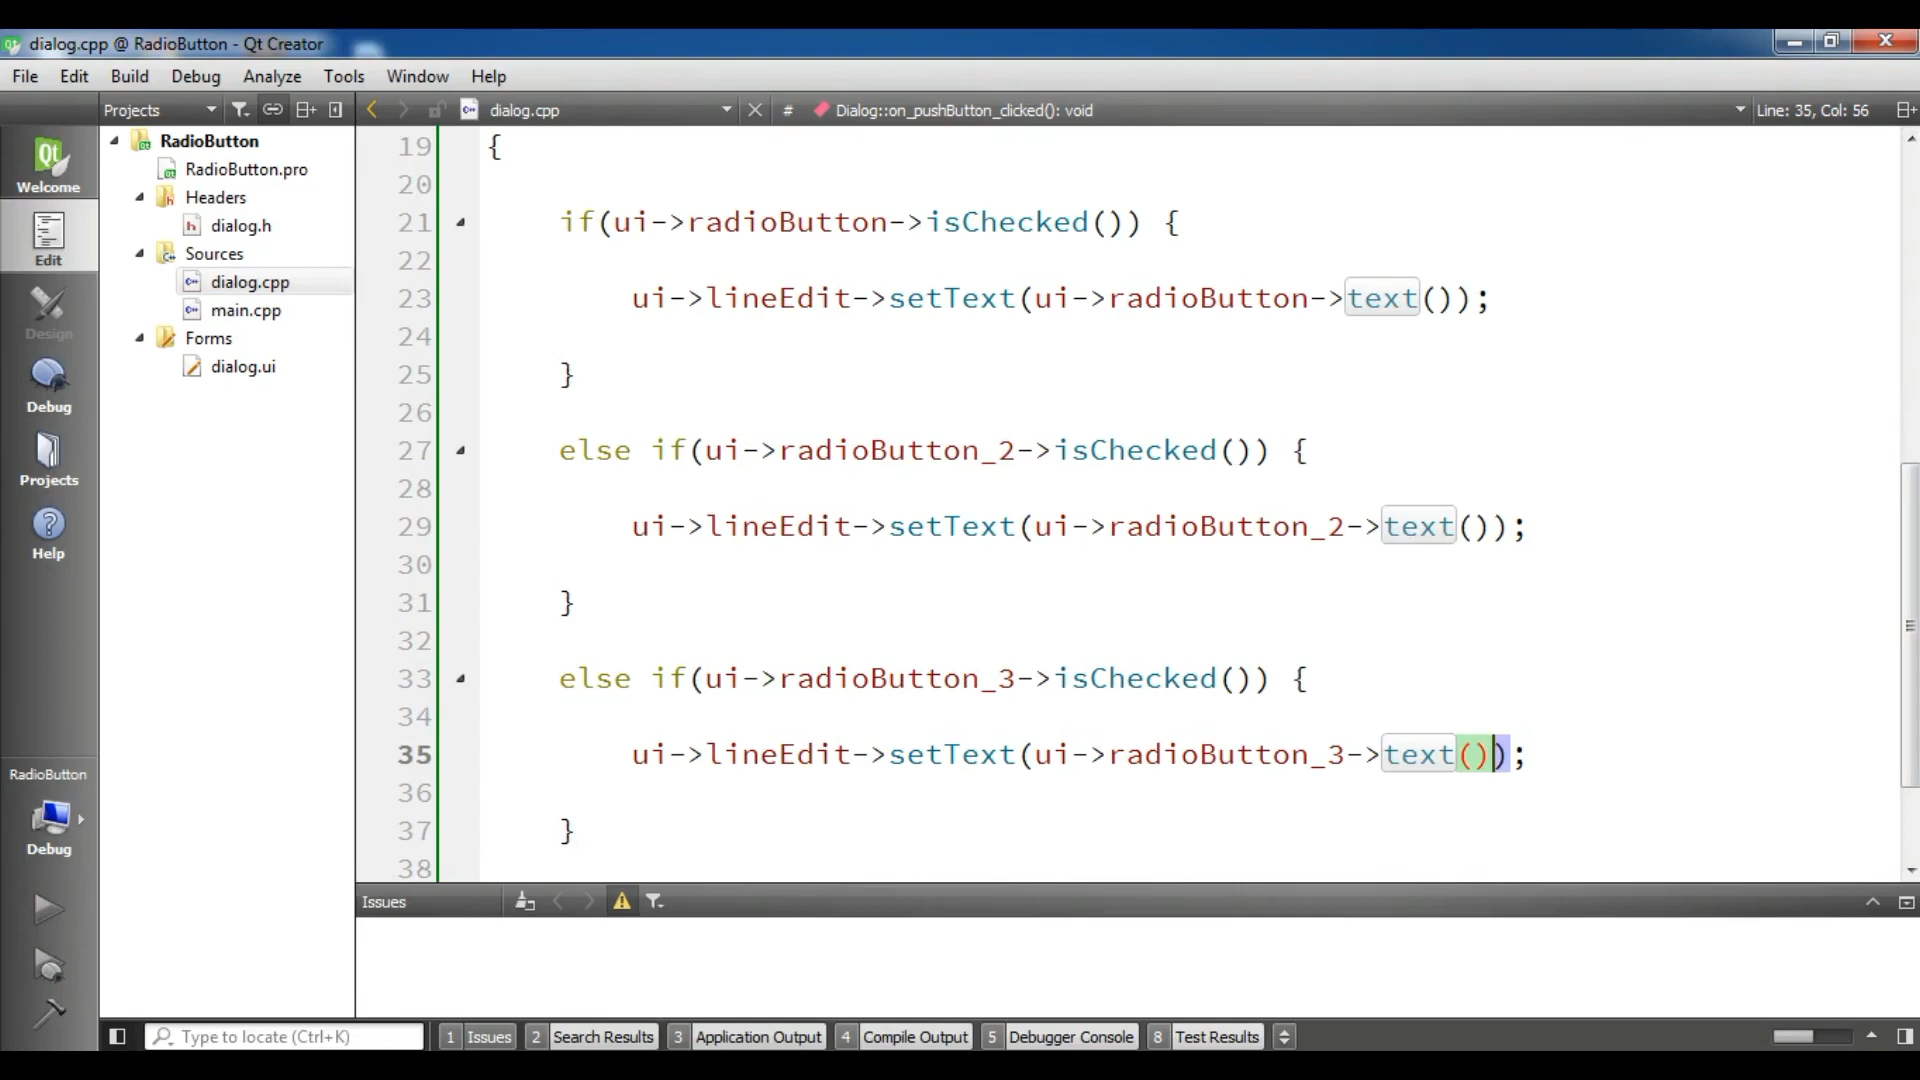 dialog.cpp @ RadioButton - Qt Creator
File Edit Build Debug Analyze Tools Window Help
Projects dialog.cpp # Dialog::on_pushButton_clicked(): void Line: 35, Col: 56
Welcome
Edit
Design
Debug
Projects
Help
RadioButton
Debug
RadioButton
RadioButton.pro
Headers
dialog.h
Sources
dialog.cpp
main.cpp
Forms
dialog.ui
19 {
20
21 if(ui->radioButton->isChecked()) {
22
23 ui->lineEdit->setText(ui->radioButton->text());
24
25 }
26
27 else if(ui->radioButton_2->isChecked()) {
28
29 ui->lineEdit->setText(ui->radioButton_2->text());
30
31 }
32
33 else if(ui->radioButton_3->isChecked()) {
34
35 ui->lineEdit->setText(ui->radioButton_3->text());
36
37 }
38
Issues
Type to locate (Ctrl+K) 1 Issues 2 Search Results 3 Application Output 4 Compile Output 5 Debugger Console 8 Test Results